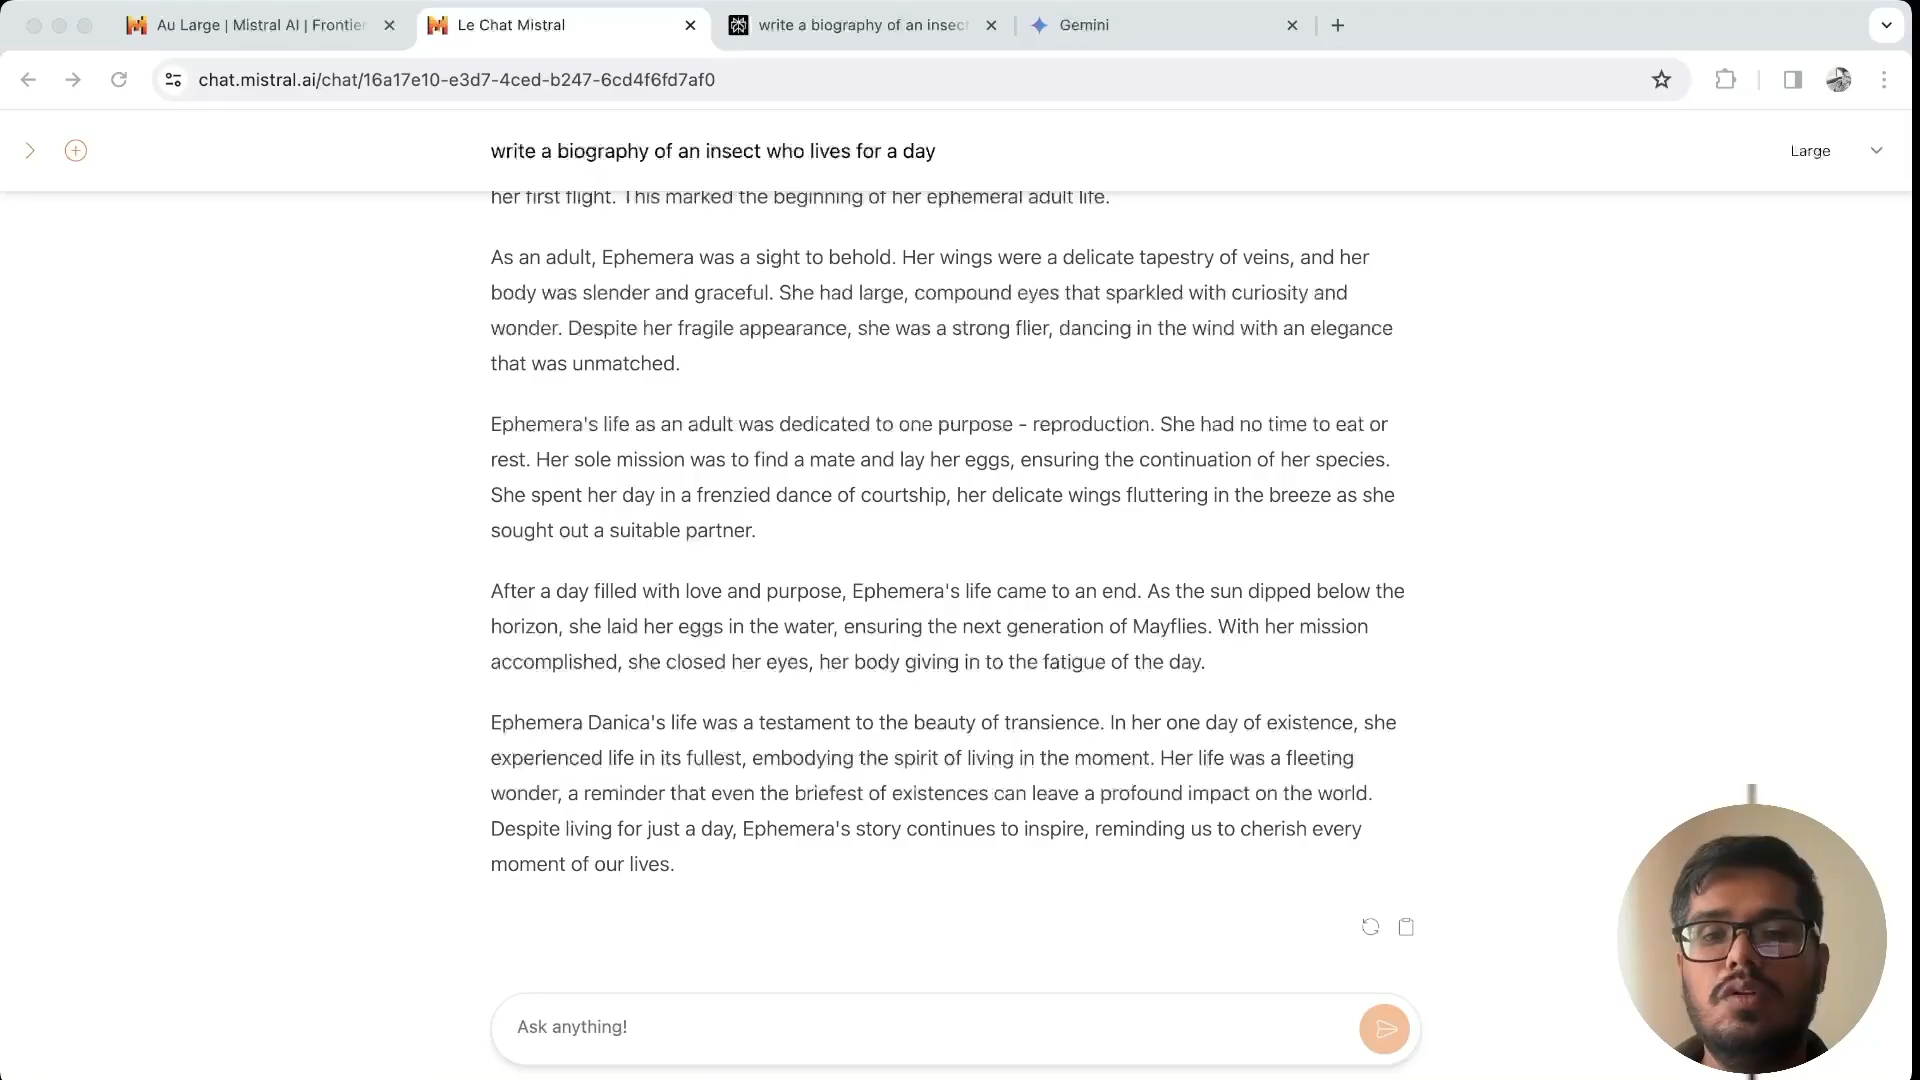 Au Large | Mistral AI | Frontier
Le Chat Mistral
write a biography of an insect
Gemini
chat.mistral.ai/chat/16a17e10-e3d7-4ced-b247-6cd4f6fd7af0
write a biography of an insect who lives for a day
Large
her first flight. This marked the beginning of her ephemeral adult life.
As an adult, Ephemera was a sight to behold. Her wings were a delicate tapestry of veins, and her
body was slender and graceful. She had large, compound eyes that sparkled with curiosity and
wonder. Despite her fragile appearance, she was a strong flier, dancing in the wind with an elegance
that was unmatched.
Ephemera's life as an adult was dedicated to one purpose - reproduction. She had no time to eat or
rest. Her sole mission was to find a mate and lay her eggs, ensuring the continuation of her species.
She spent her day in a frenzied dance of courtship, her delicate wings fluttering in the breeze as she
sought out a suitable partner.
After a day filled with love and purpose, Ephemera's life came to an end. As the sun dipped below the
horizon, she laid her eggs in the water, ensuring the next generation of Mayflies. With her mission
accomplished, she closed her eyes, her body giving in to the fatigue of the day.
Ephemera Danica's life was a testament to the beauty of transience. In her one day of existence, she
experienced life in its fullest, embodying the spirit of living in the moment. Her life was a fleeting
wonder, a reminder that even the briefest of existences can leave a profound impact on the world.
Despite living for just a day, Ephemera's story continues to inspire, reminding us to cherish every
moment of our lives.
Ask anything!